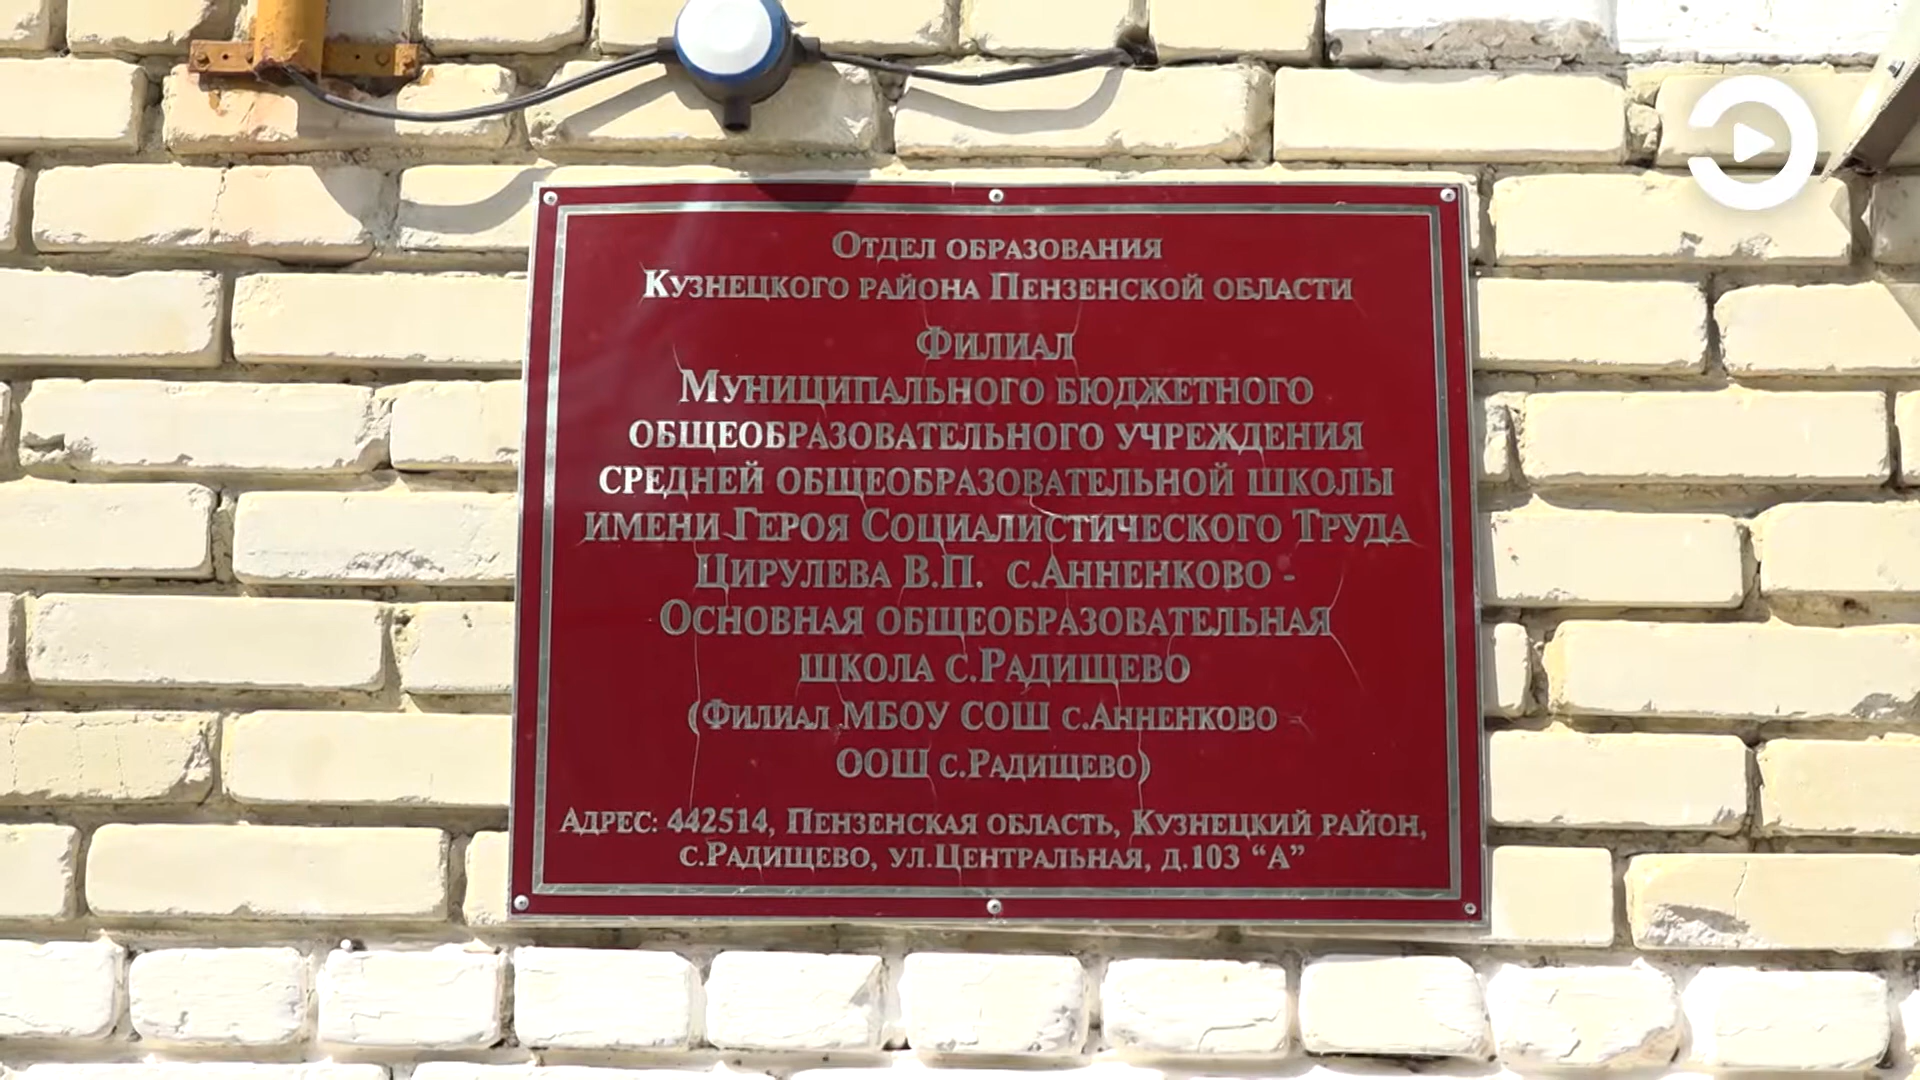 Отдел образования
Кузнецкого района Пензенской области
Филиал
Муниципального бюджетного
общеобразовательного учреждения
средней общеобразовательной школы
имени Героя Социалистического Труда
Цирулева В.П. с.Анненково -
Основная общеобразовательная
школа с.Радищево
(Филиал МБОУ СОШ с.Анненково
ООШ с.Радищево)
Адрес: 442514, Пензенская область, Кузнецкий район,
с.Радищево, ул.Центральная, д.103 “А”